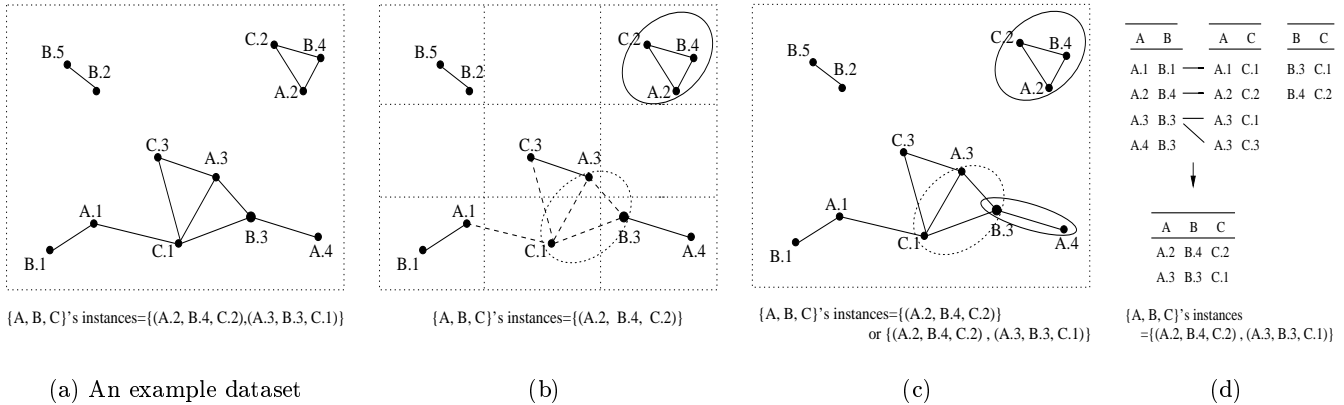 B.5
B.2
C.2
B.4
A.2
C.3
A.3
A.1
B.1
C.1
B.3
A.4
{A, B, C}'s instances={(A.2, B.4, C.2),(A.3, B.3, C.1)}
(a) An example dataset
B.5
B.2
C.2
B.4
A.2
C.3
A.3
A.1
B.1
C.1
B.3
A.4
{A, B, C}'s instances={(A.2, B.4, C.2)}
(b)
B.5
B.2
C.2
B.4
A.2
C.3
A.3
A.1
B.1
C.1
B.3
A.4
{A, B, C}'s instances={(A.2, B.4, C.2)}
or {(A.2, B.4, C.2) , (A.3, B.3, C.1)}
(c)
A B A C B C
A.1 B.1 A.1 C.1 B.3 C.1
A.2 B.4 A.2 C.2 B.4 C.2
A.3 B.3 A.3 C.1
A.4 B.3 A.3 C.3
A B C
A.2 B.4 C.2
A.3 B.3 C.1
{A, B, C}'s instances
={(A.2, B.4, C.2) , (A.3, B.3, C.1)}
(d)